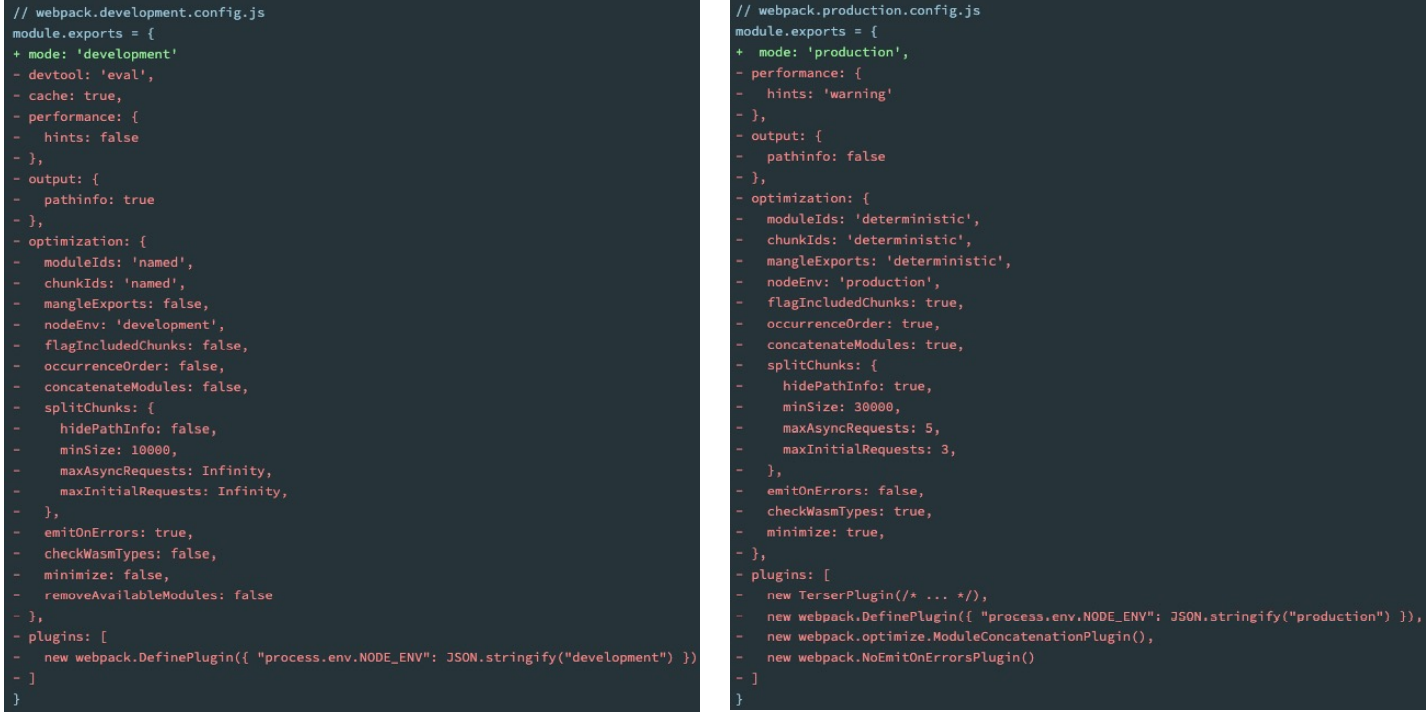 // webpack.development.config.js
module.exports = {
+ mode: 'development'
- devtool: 'eval',
- cache: true,
- performance: {
-   hints: false
- },
- output: {
-   pathinfo: true
- },
- optimization: {
-   moduleIds: 'named',
-   chunkIds: 'named',
-   mangleExports: false,
-   nodeEnv: 'development',
-   flagIncludedChunks: false,
-   occurrenceOrder: false,
-   concatenateModules: false,
-   splitChunks: {
-     hidePathInfo: false,
-     minSize: 10000,
-     maxAsyncRequests: Infinity,
-     maxInitialRequests: Infinity,
-   },
-   emitOnErrors: true,
-   checkWasmTypes: false,
-   minimize: false,
-   removeAvailableModules: false
- },
- plugins: [
-   new webpack.DefinePlugin({ "process.env.NODE_ENV": JSON.stringify("development") })
- ]
}
// webpack.production.config.js
module.exports = {
+  mode: 'production',
- performance: {
-   hints: 'warning'
- },
- output: {
-   pathinfo: false
- },
- optimization: {
-   moduleIds: 'deterministic',
-   chunkIds: 'deterministic',
-   mangleExports: 'deterministic',
-   nodeEnv: 'production',
-   flagIncludedChunks: true,
-   occurrenceOrder: true,
-   concatenateModules: true,
-   splitChunks: {
-     hidePathInfo: true,
-     minSize: 30000,
-     maxAsyncRequests: 5,
-     maxInitialRequests: 3,
-   },
-   emitOnErrors: false,
-   checkWasmTypes: true,
-   minimize: true,
- },
- plugins: [
-   new TerserPlugin(/* ... */),
-   new webpack.DefinePlugin({ "process.env.NODE_ENV": JSON.stringify("production") }),
-   new webpack.optimize.ModuleConcatenationPlugin(),
-   new webpack.NoEmitOnErrorsPlugin()
- ]
}